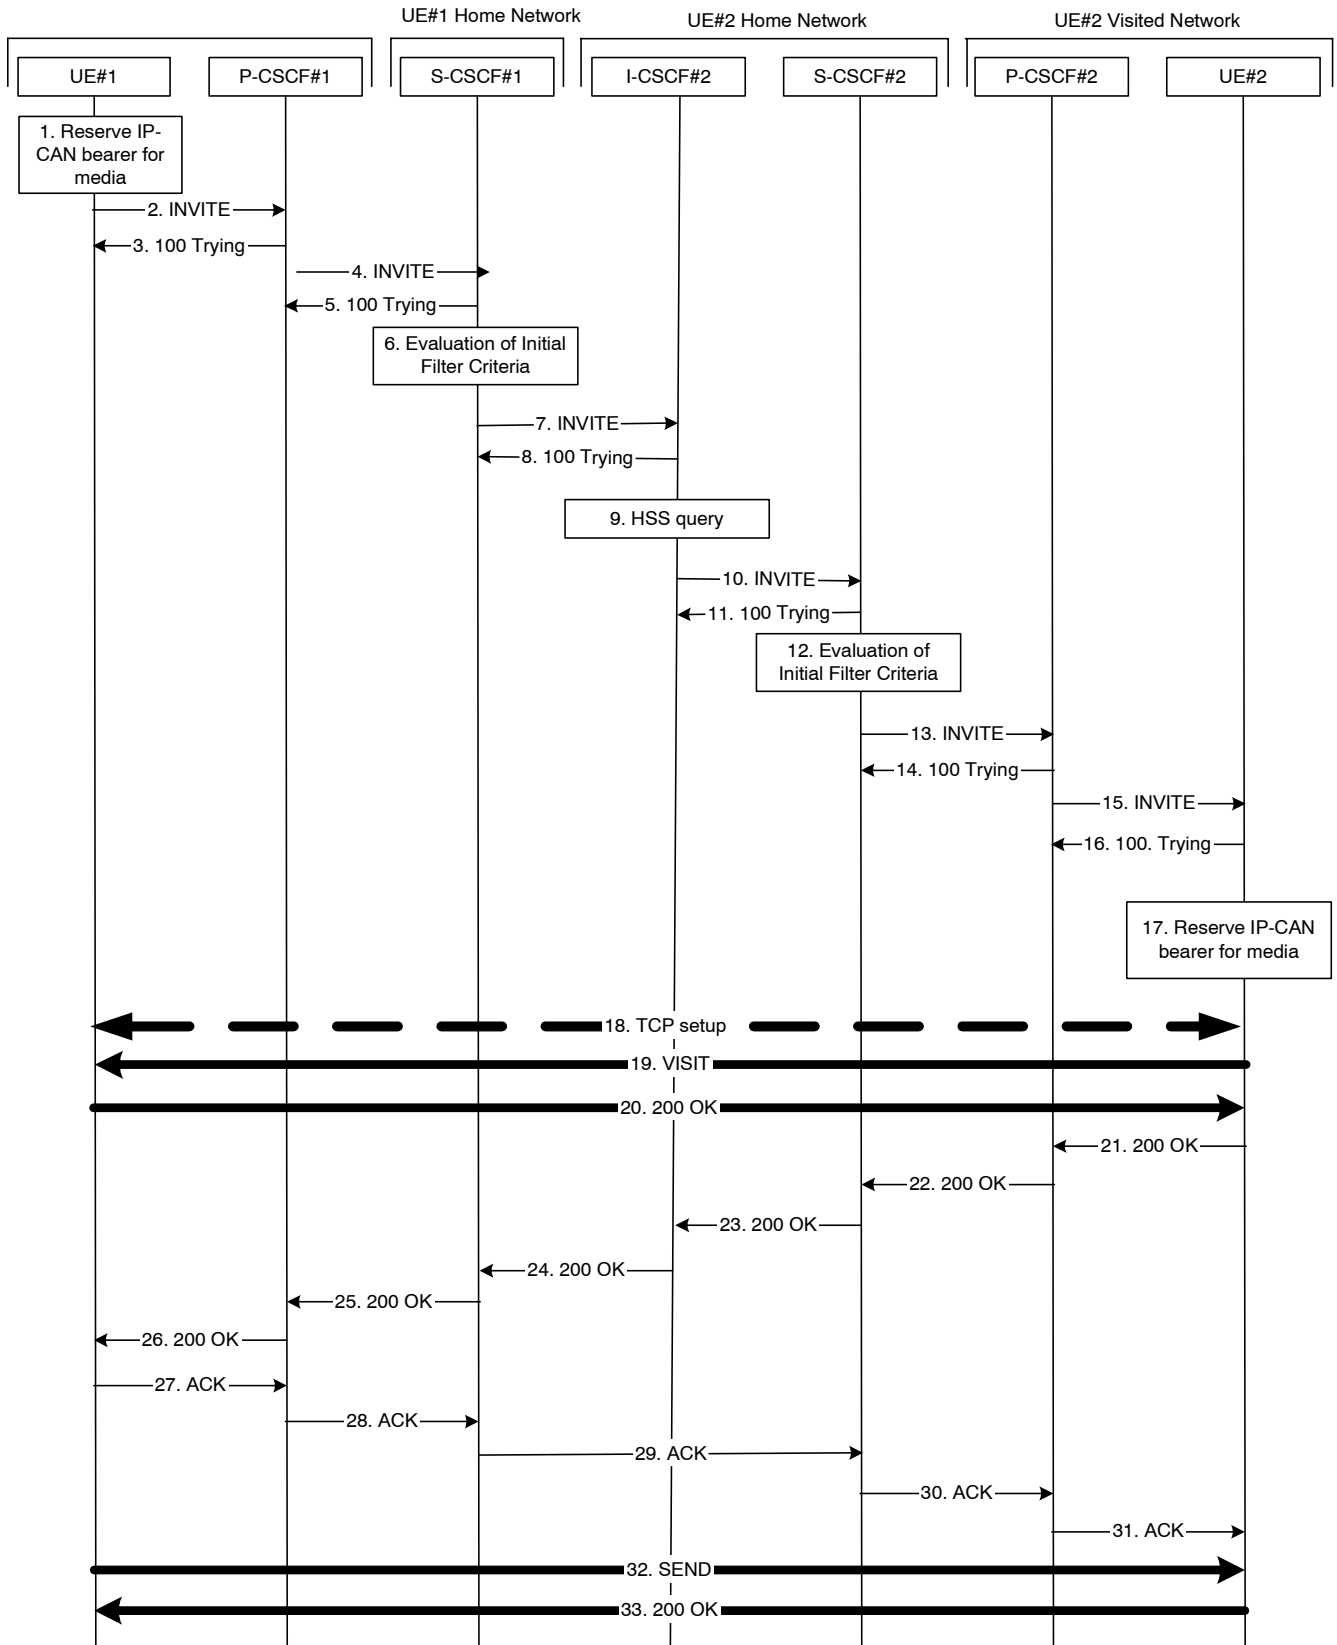 UE#1 Home Network
UE#2 Home Network
UE#2 Visited Network
UE#1
P-CSCF#1
S-CSCF#1
I-CSCF#2
S-CSCF#2
P-CSCF#2
UE#2
1. Reserve IP-
CAN bearer for
media
2. INVITE
3. 100 Trying
4. INVITE
5. 100 Trying
6. Evaluation of Initial
Filter Criteria
7. INVITE
8. 100 Trying
9. HSS query
10. INVITE
11. 100 Trying
12. Evaluation of
Initial Filter Criteria
13. INVITE
14. 100 Trying
15. INVITE
16. 100. Trying
17. Reserve IP-CAN
bearer for media
18. TCP setup
19. VISIT
20. 200 OK
21. 200 OK
22. 200 OK
23. 200 OK
24. 200 OK
25. 200 OK
26. 200 OK
27. ACK
28. ACK
29. ACK
30. ACK
31. ACK
32. SEND
33. 200 OK